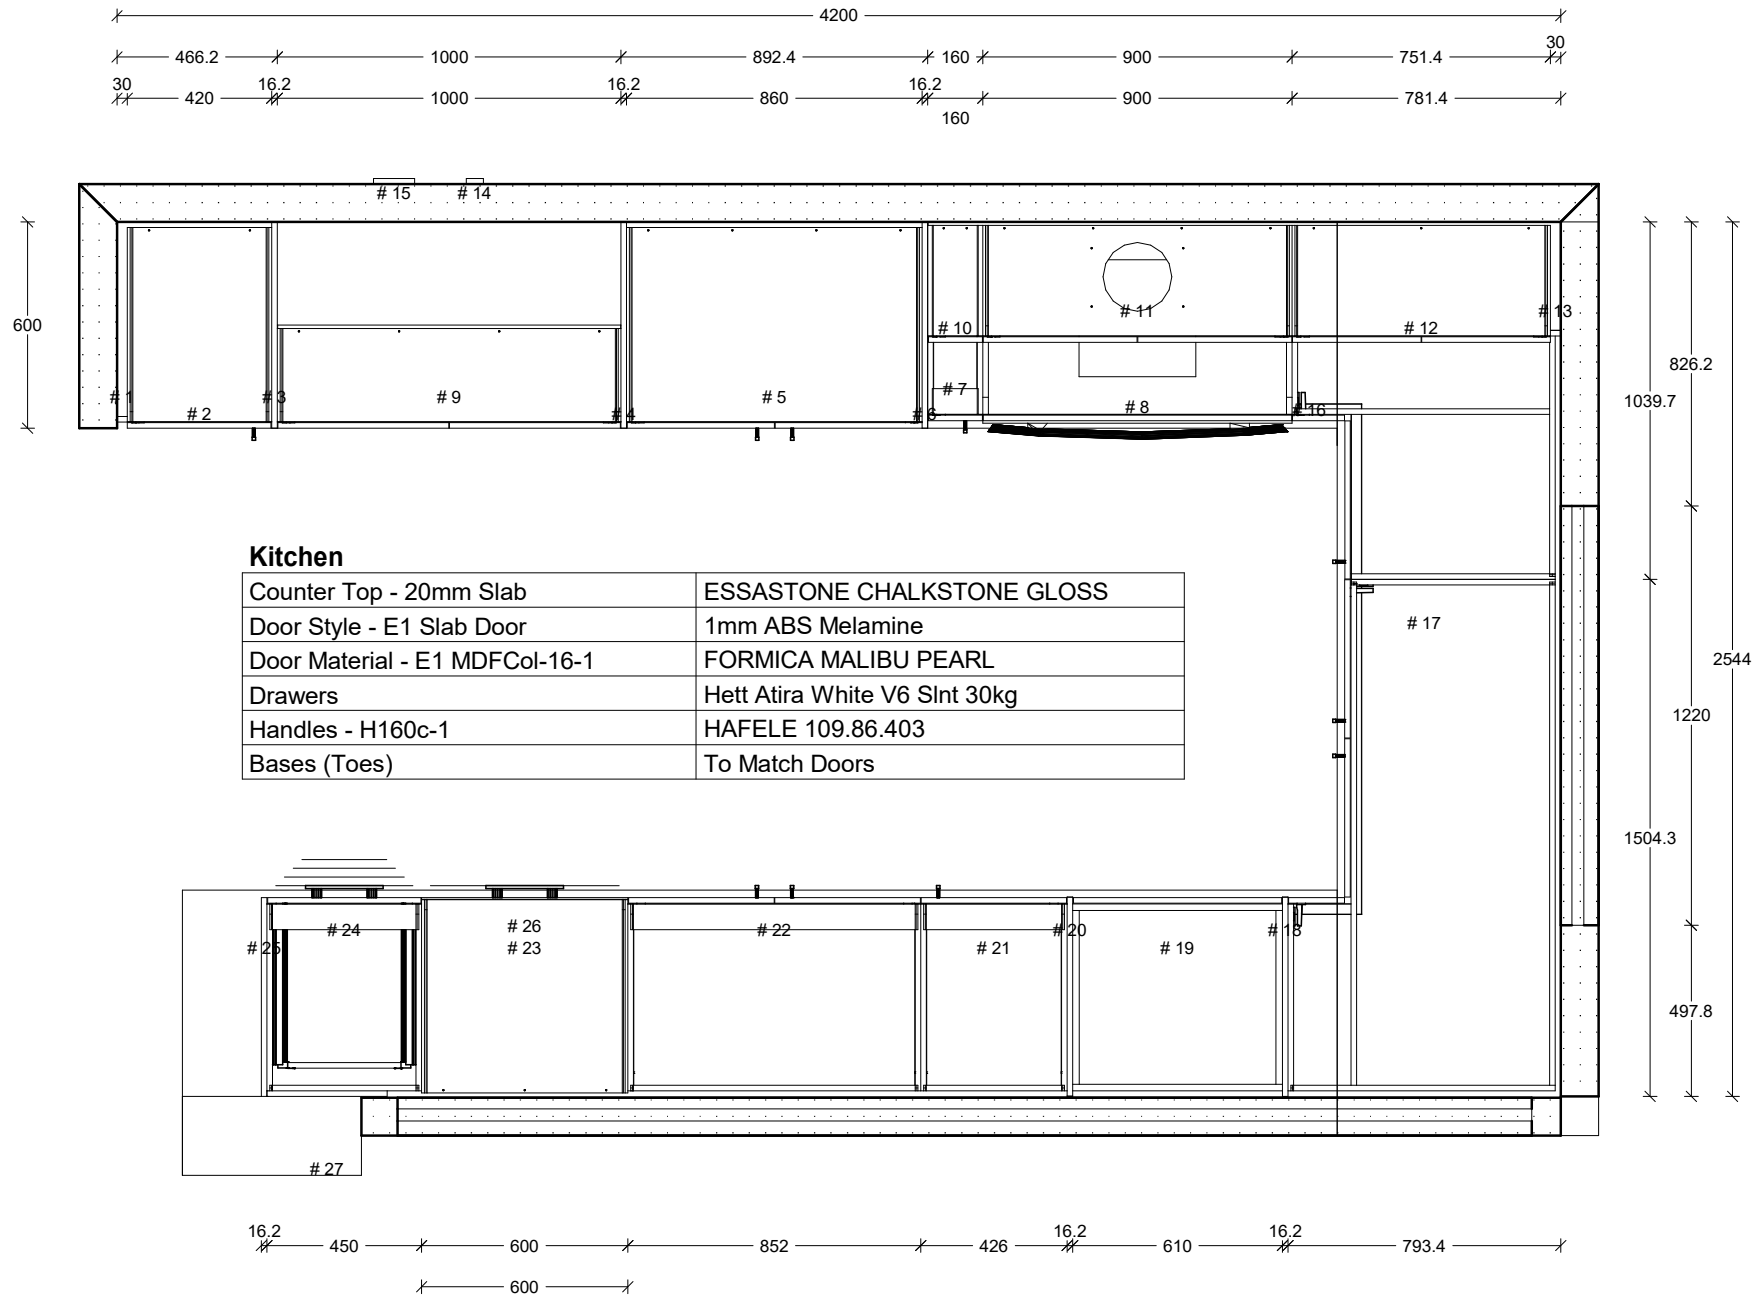 4200
466.2 1000 892.4 160 900 751.4 30
30 420 16.2 1000 16.2 860 16.2 160 900 781.4
# 15 # 14
600
# 1 # 2 # 3 # 9 # 4 # 5 # 6 # 7 # 10 # 11 # 8 # 16 # 12 # 13
826.2
1039.7
Kitchen
Counter Top - 20mm Slab ESSASTONE CHALKSTONE GLOSS
Door Style - E1 Slab Door 1mm ABS Melamine
Door Material - E1 MDFCol-16-1 FORMICA MALIBU PEARL
Drawers Hett Atira White V6 Slnt 30kg
Handles - H160c-1 HAFELE 109.86.403
Bases (Toes) To Match Doors
# 17
2544
1220
1504.3
497.8
# 25 # 24 # 26 # 23 # 22 # 21 # 20 # 19 # 18
# 27
16.2 450 600 852 426 16.2 610 16.2 793.4
600